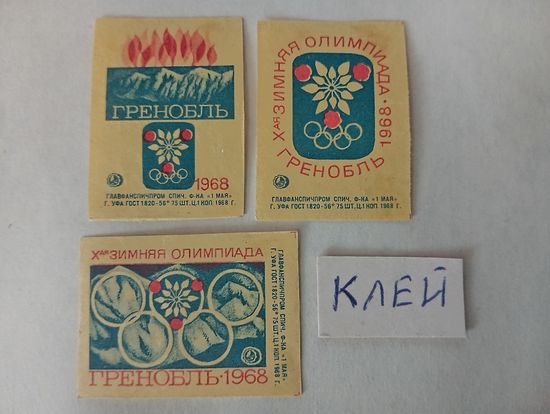 ГРЕНОБЛЬ
1968
ГЛАВФАНСПИЧПРОМ СПИЧ. Ф-КА «1 МАЯ»
Г. УФА ГОСТ 1820-56* 75 ШТ. Ц.1 КОП 1968 Г.
Xая ЗИМНЯЯ ОЛИМПИАДА • 1968
ГРЕНОБЛЬ
ГЛАВФАНСПИЧПРОМ СПИЧ. Ф-КА «1 МАЯ»
Г. УФА ГОСТ 1820-56* 75 ШТ. Ц.1 КОП. 1968 Г.
Xая ЗИМНЯЯ ОЛИМПИАДА
ГРЕНОБЛЬ•1968
ГЛАВФАНСПИЧПРОМ СПИЧ. Ф-КА «1
МАЯ» Г. УФА ГОСТ 1820-56* 75 ШТ. Ц.1 КОП 1968 Г.
КЛЕЙ